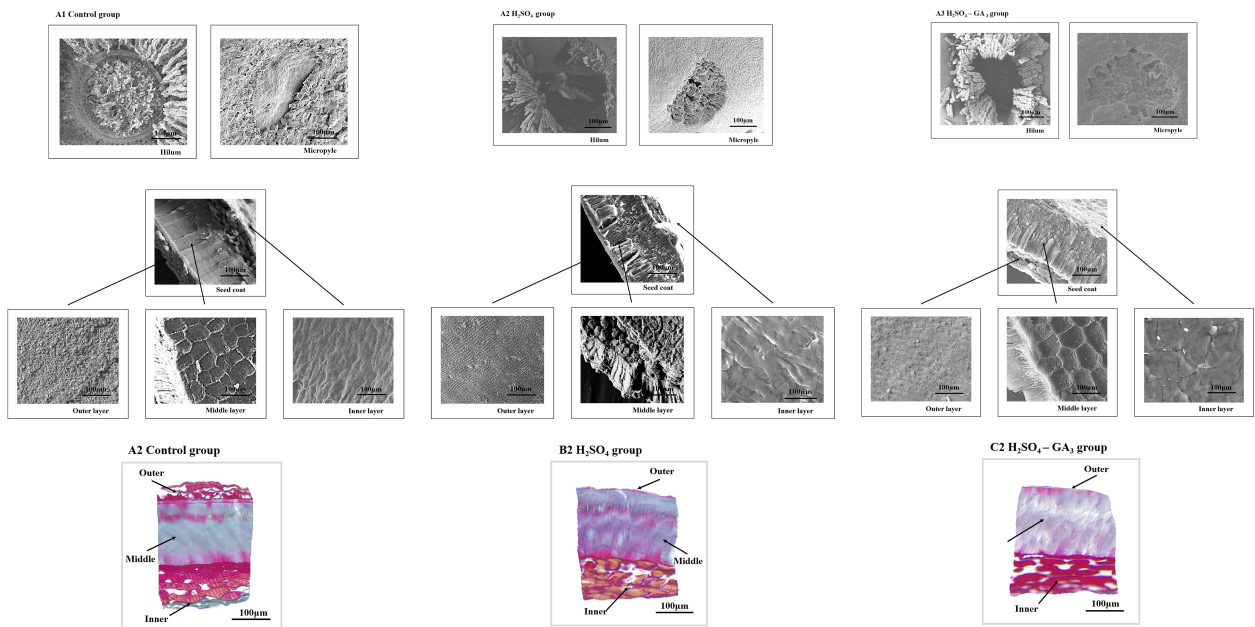 A1 Control group
A2 H₂SO₄ group
A3 H₂SO₄ – GA₃ group
100μm
Hilum
100μm
Micropyle
100μm
Hilum
100μm
Micropyle
100μm
Hilum
100μm
Micropyle
100μm
Seed coat
100μm
Seed coat
100μm
Seed coat
100μm
Outer layer
100μm
Middle layer
100μm
Inner layer
100μm
Outer layer
100μm
Middle layer
100μm
Inner layer
100μm
Outer layer
100μm
Middle layer
100μm
Inner layer
A2 Control group
B2 H₂SO₄ group
C2 H₂SO₄ – GA₃ group
Outer
Middle
Inner
100μm
Outer
Middle
Inner
100μm
Outer
Inner
100μm